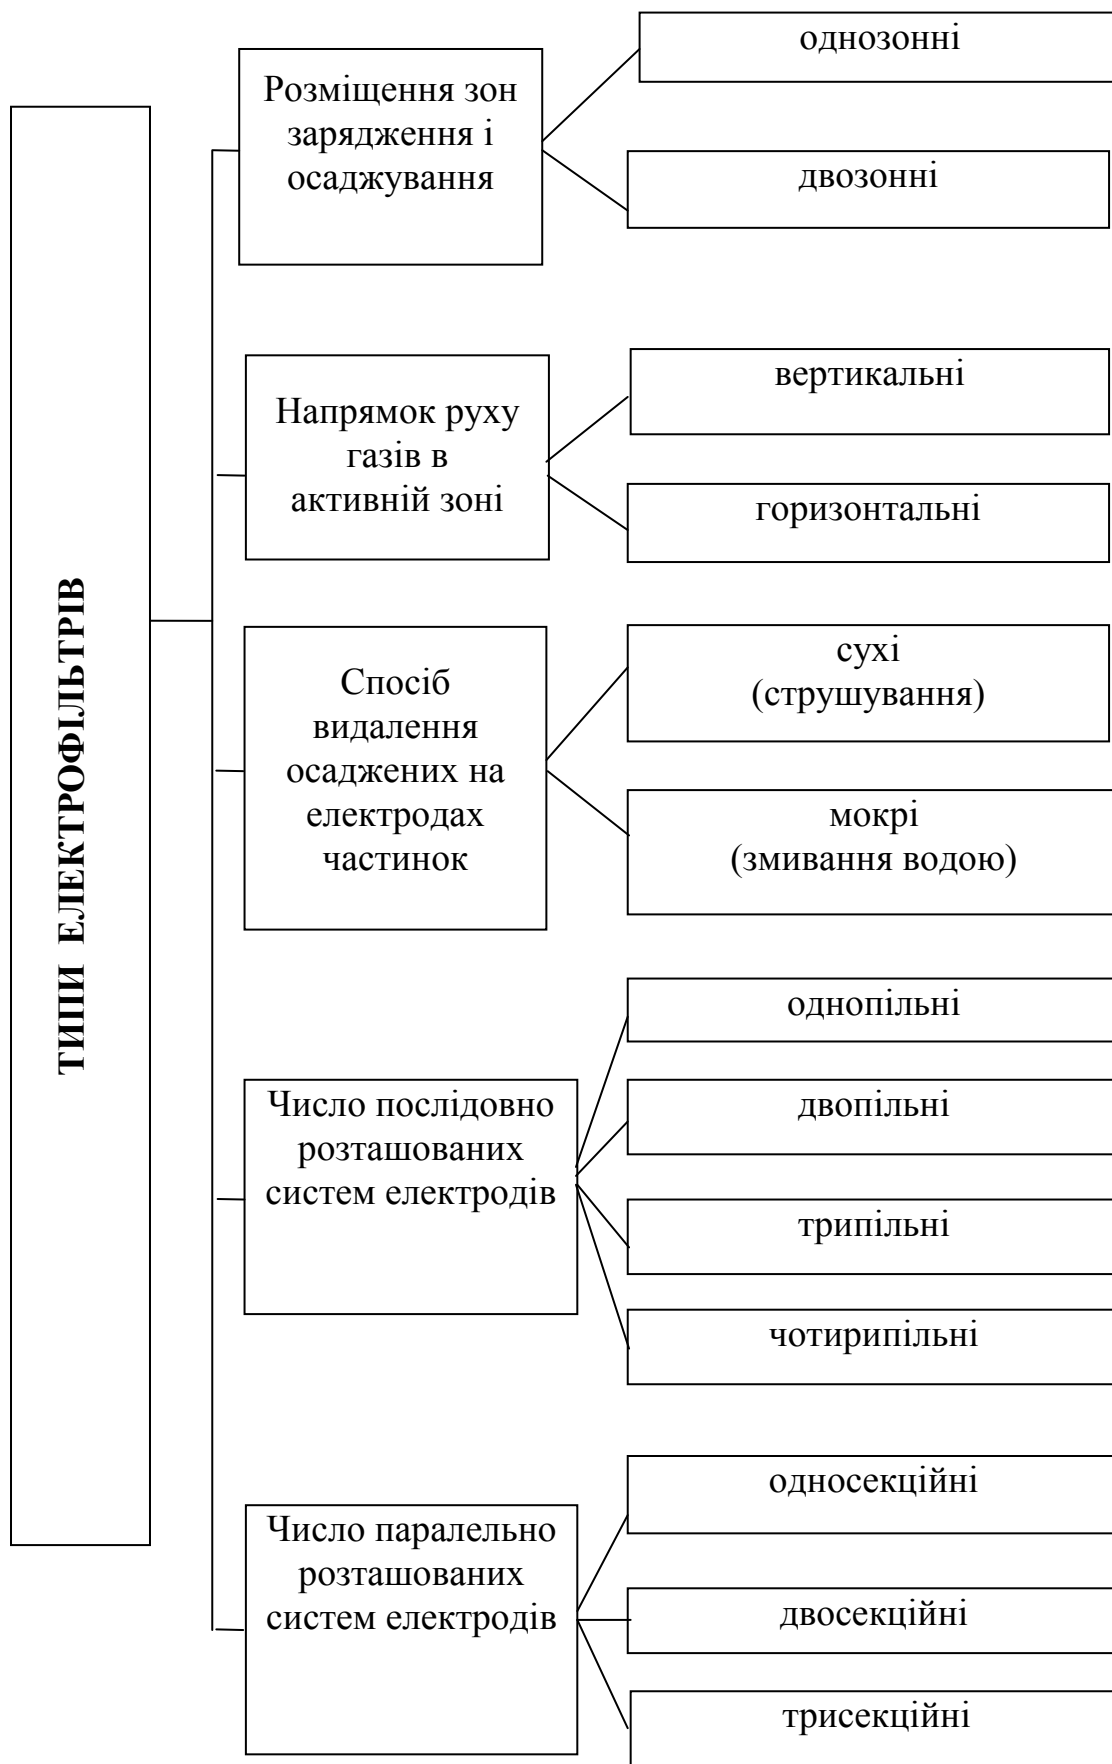 ТИПИ ЕЛЕКТРОФІЛЬТРІВ
Розміщення зон
зарядження і
осаджування
однозонні
двозонні
Напрямок руху
газів в
активній зоні
вертикальні
горизонтальні
Спосіб
видалення
осаджених на
електродах
частинок
сухі
(струшування)
мокрі
(змивання водою)
Число послідовно
розташованих
систем електродів
однопільні
двопільні
трипільні
чотирипільні
Число паралельно
розташованих
систем електродів
односекційні
двосекційні
трисекційні